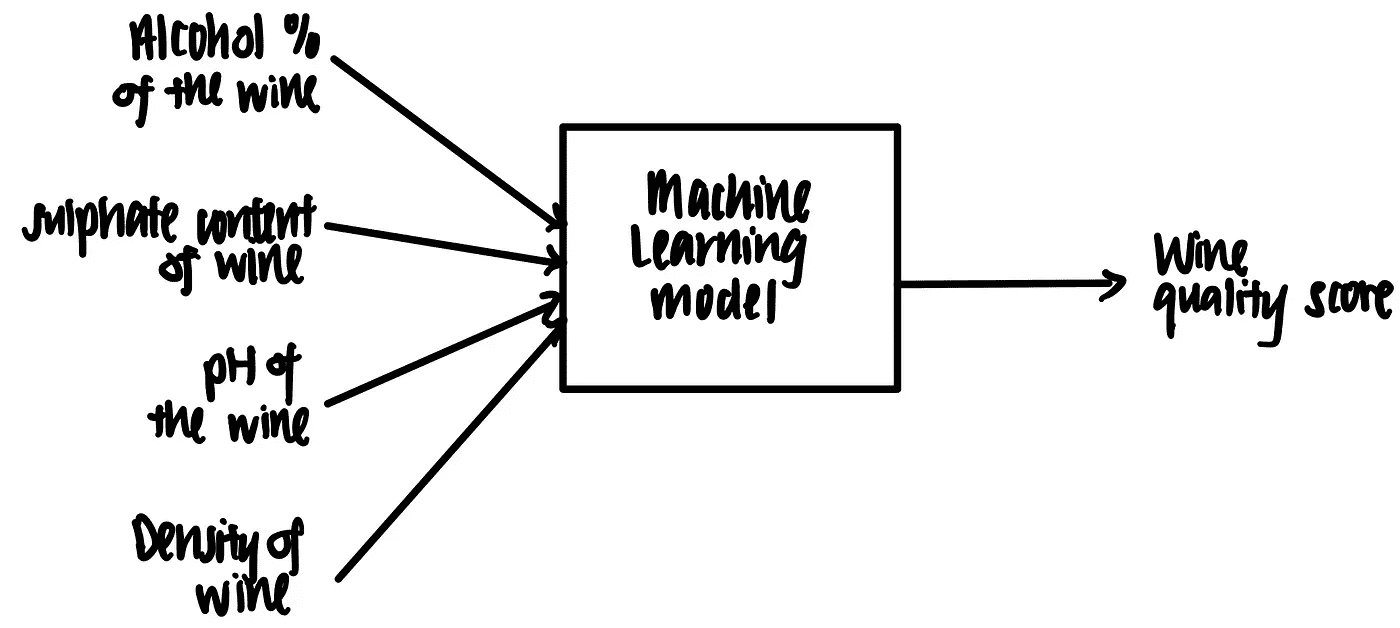 Alcohol %
of the wine
sulphate content
of wine
pH of
the wine
Density of
wine
Machine
Learning
model
Wine
quality score